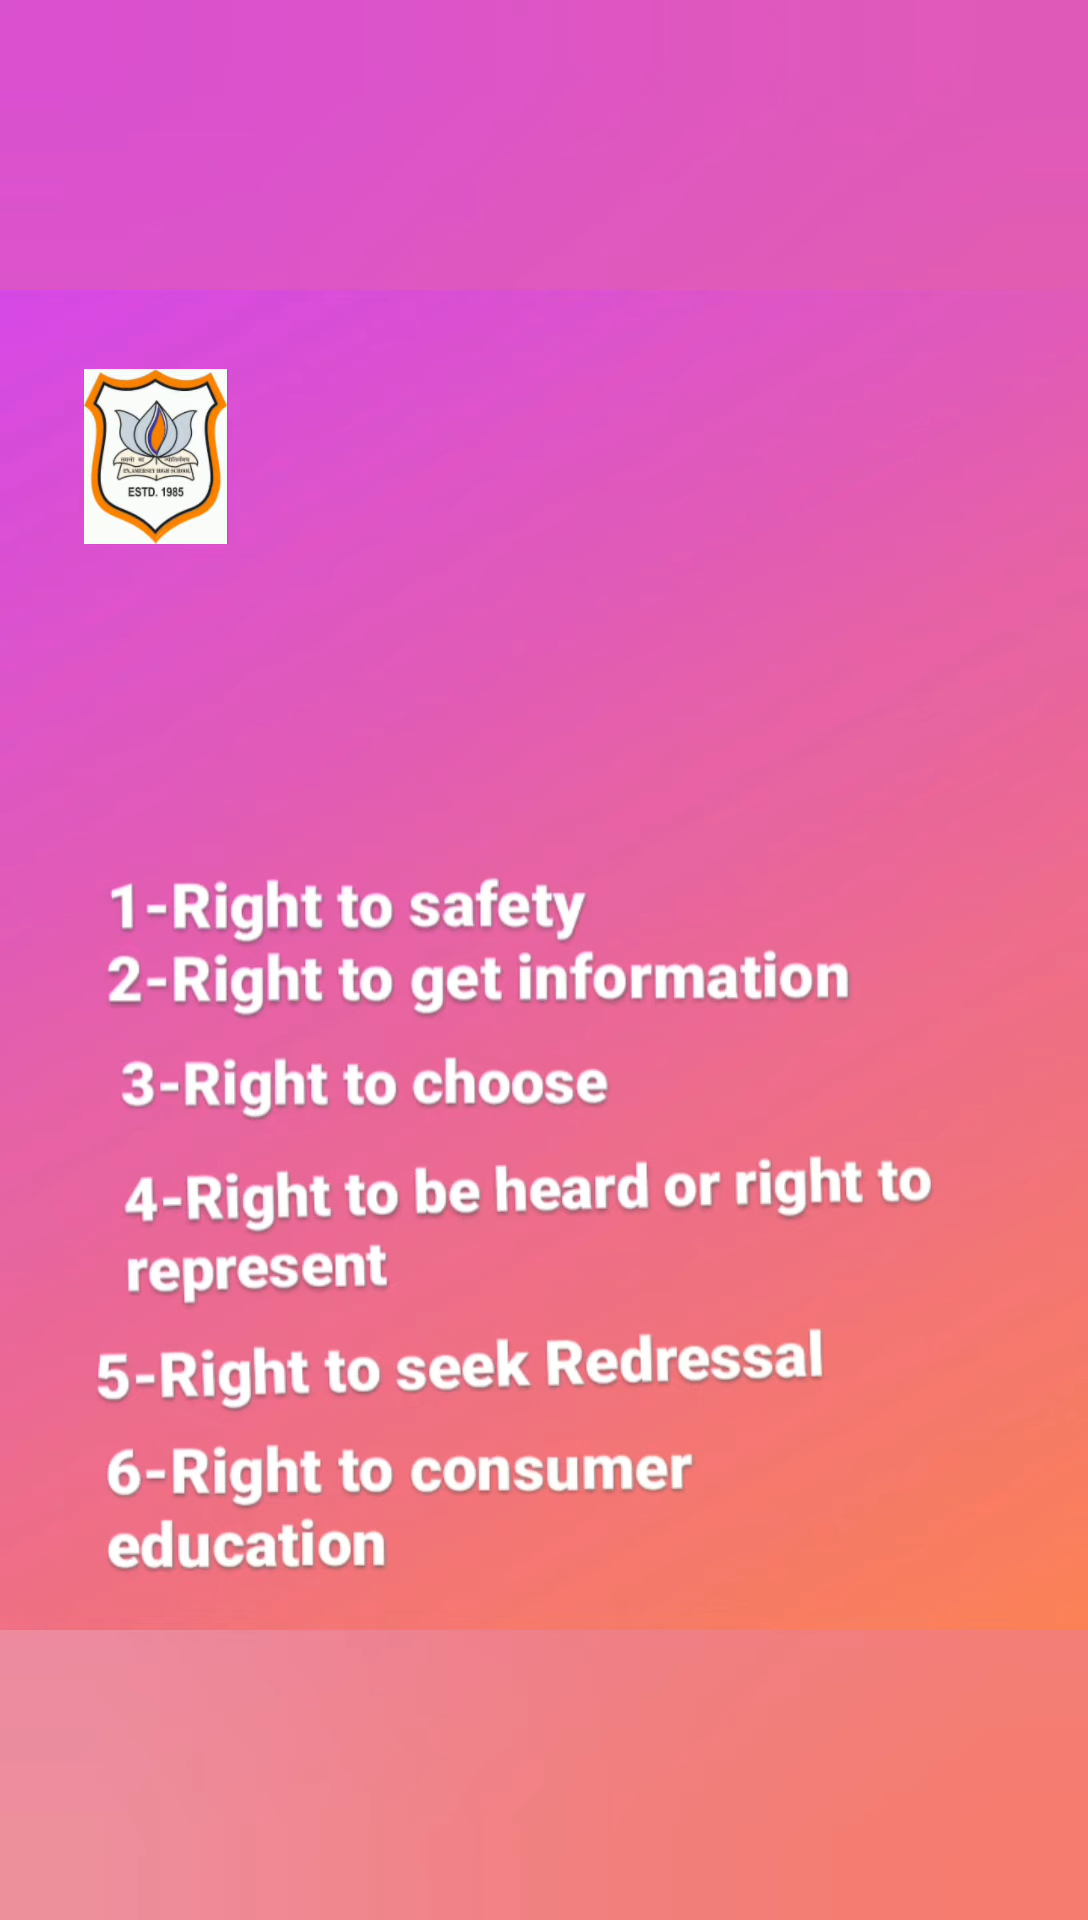 ESTD. 1985
1-Right to safety
2-Right to get information
3-Right to choose
4-Right to be heard or right to
represent
5-Right to seek Redressal
6-Right to consumer
education